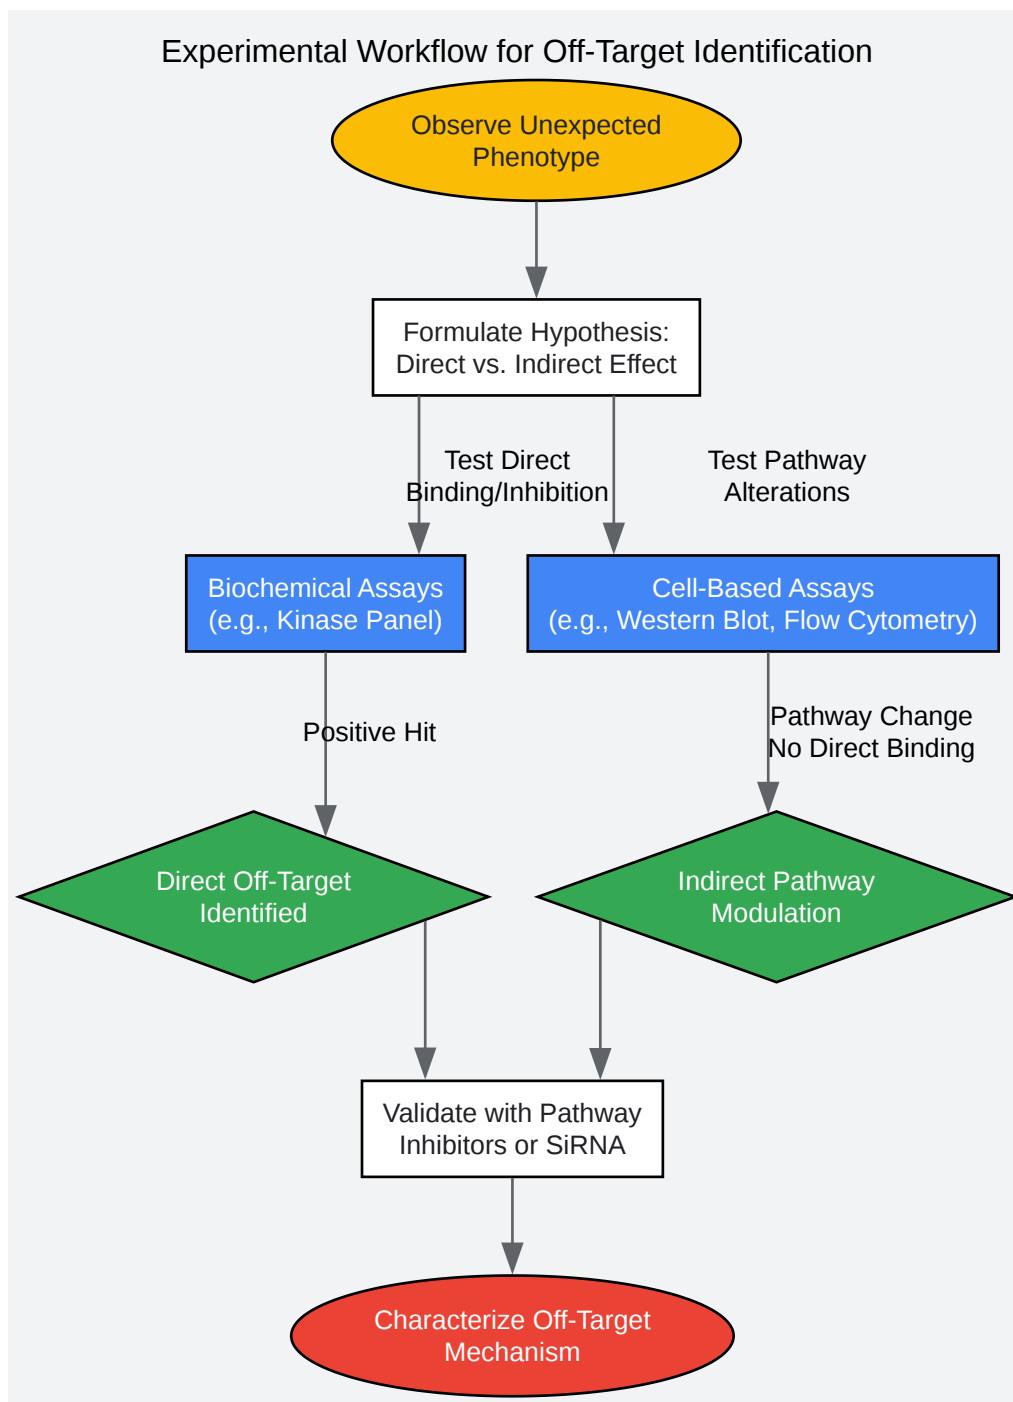 Experimental Workflow for Off-Target Identification
Observe Unexpected
Phenotype
Formulate Hypothesis:
Direct vs. Indirect Effect
Test Direct
Binding/Inhibition
Test Pathway
Alterations
Biochemical Assays
(e.g., Kinase Panel)
Cell-Based Assays
(e.g., Western Blot, Flow Cytometry)
Positive Hit
Pathway Change
No Direct Binding
Direct Off-Target
Identified
Indirect Pathway
Modulation
Validate with Pathway
Inhibitors or SiRNA
Characterize Off-Target
Mechanism